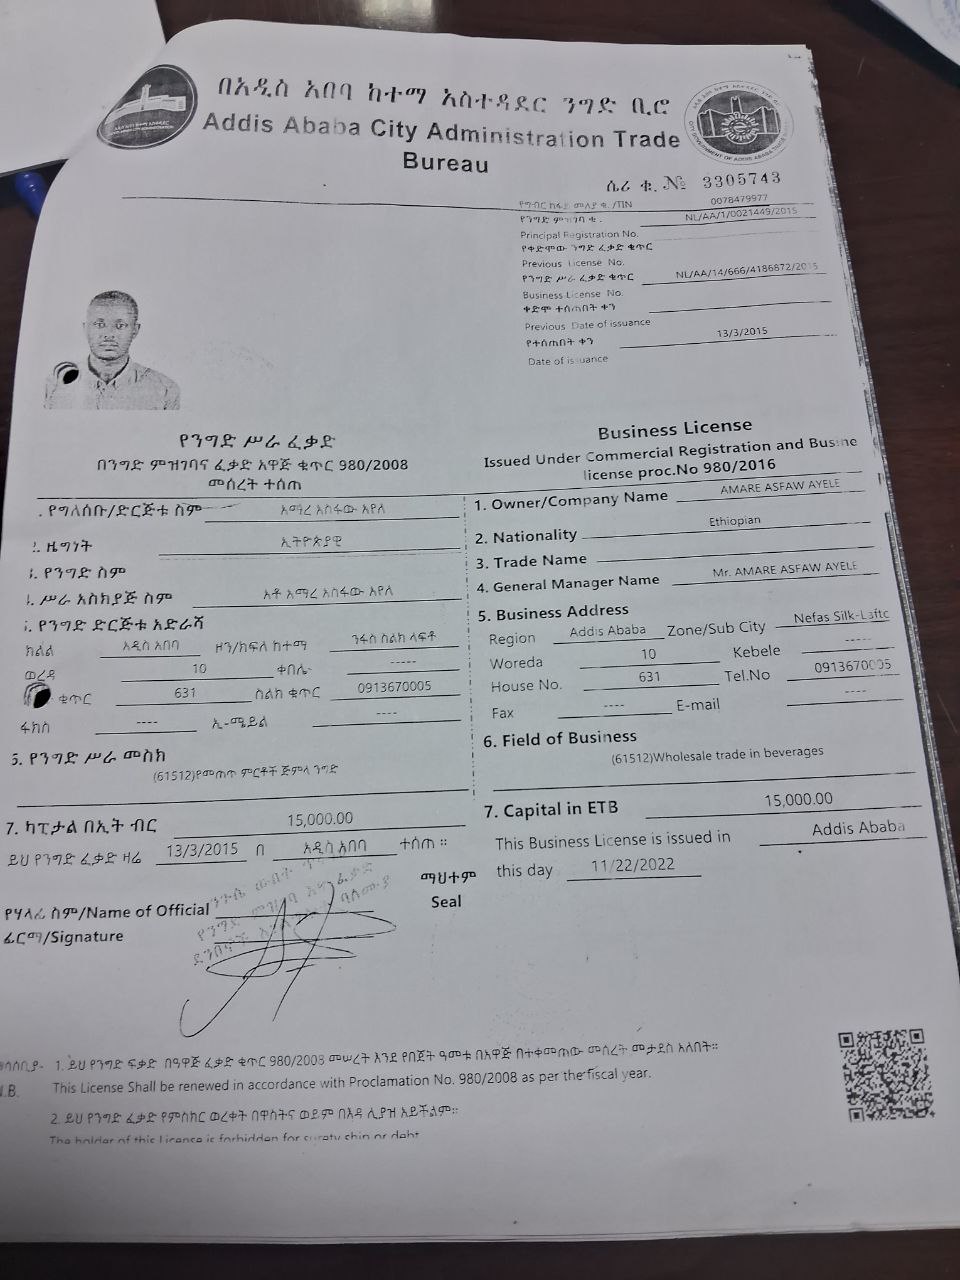 በአዲስ አበባ ከተማ አስተዳደር ንግድ ቢሮ
Addis Ababa City Administration Trade
Bureau
ሴሪ ቁ. № 3305743
የግብር ከፋይ መለያ ቁ. /TIN 0078479977
የንግድ ምዝገባ ቁ. NL/AA/1/0021449/2015
Principal Registration No.
የቀድሞው ንግድ ፈቃድ ቁጥር
Previous License No.
የንግድ ሥራ ፈቃድ ቁጥር NL/AA/14/666/4186872/2015
Business License No.
ቀድሞ ተሰጠበት ቀን
Previous Date of issuance
የተሰጠበት ቀን 13/3/2015
Date of issuance
የንግድ ሥራ ፈቃድ
በንግድ ምዝገባና ፈቃድ አዋጅ ቁጥር 980/2008
መሰረት ተሰጠ
Business License
Issued Under Commercial Registration and Busine
license proc.No 980/2016
. የግለሰቡ/ድርጅቱ ስም አማረ አስፋው አየለ
1. Owner/Company Name AMARE ASFAW AYELE
2. ዜግነት ኢትዮጵያዊ
2. Nationality Ethiopian
የንግድ ስም
3. Trade Name
ሥራ አስኪያጅ ስም አቶ አማረ አስፋው አየለ
4. General Manager Name Mr. AMARE ASFAW AYELE
የንግድ ድርጅቱ አድራሻ
5. Business Address
ክልል አዲስ አበባ ዞን/ክፍለ ከተማ ንፋስ ስልክ ላፍቶ
Region Addis Ababa Zone/Sub City Nefas Silk-Lafto
ወረዳ 10 ቀበሌ -----
Woreda 10 Kebele -----
ቁጥር 631 ስልክ ቁጥር 0913670005
House No. 631 Tel.No 0913670005
ፋክስ ---- ኢ-ሜይል ----
Fax ---- E-mail ----
የንግድ ሥራ መስክ
(61512)የመጠጥ ምርቶች ጅምላ ንግድ
6. Field of Business
(61512)Wholesale trade in beverages
7. ካፒታል በኢት ብር 15,000.00
7. Capital in ETB 15,000.00
ይህ የንግድ ፈቃድ ዛሬ 13/3/2015 በ አዲስ አበባ ተሰጠ ።
This Business License is issued in Addis Ababa
this day 11/22/2022
ማህተም
Seal
የሃላፊ ስም/Name of Official
ፊርማ/Signature
1. ይህ የንግድ ፍቃድ በዓዋጅ ፈቃድ ቁጥር 980/2008 መሠረት እንደ የበጀት ዓመቱ በአዋጅ በተቀመጠው መሰረት መታደስ አለበት።
N.B. This License Shall be renewed in accordance with Proclamation No. 980/2008 as per the fiscal year.
2. ይህ የንግድ ፈቃድ የምስክር ወረቀት በዋስትና ወይም በእዳ ሊያዝ አይችልም።
The holder of this Licence is forbidden for surety ship or debt